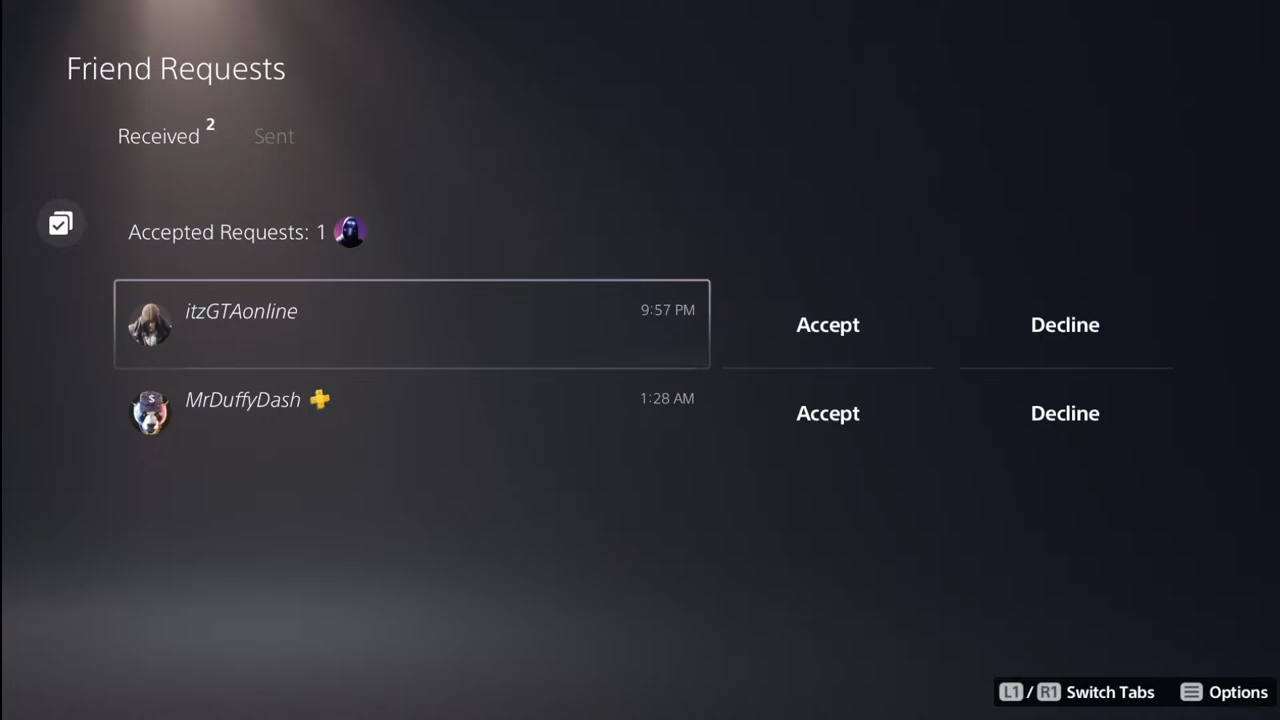 Friend Requests
Received 2 Sent
Accepted Requests: 1
itzGTAonline 9:57 PM Accept Decline
MrDuffyDash 1:28 AM Accept Decline
L1 / R1 Switch Tabs Options